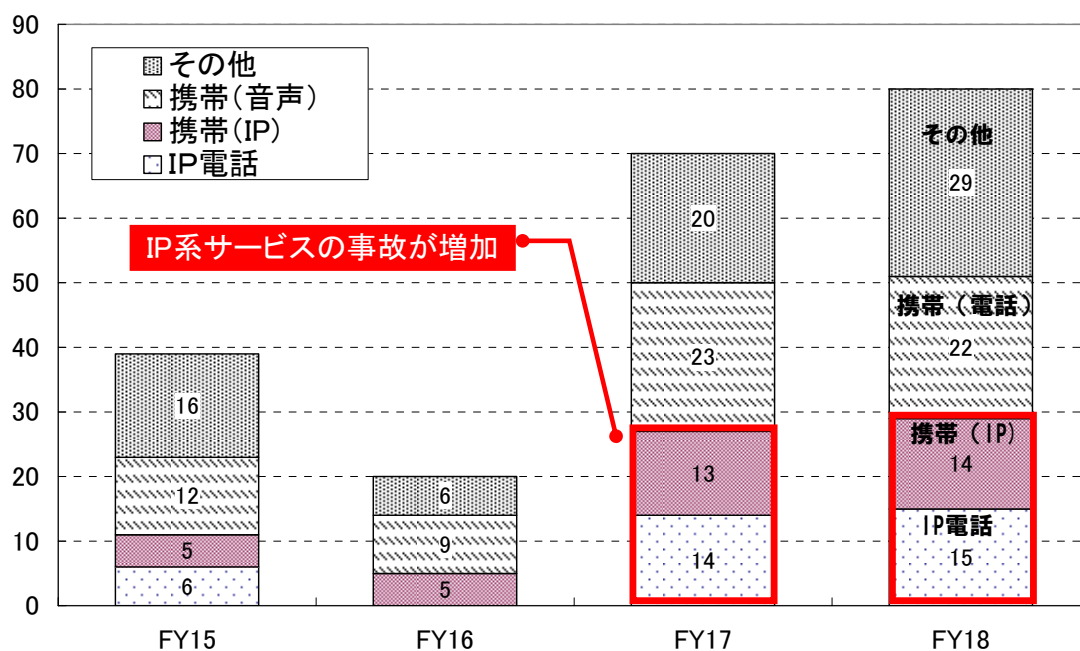 90
80
70
60
50
40
30
20
10
0
その他
携帯(音声)
携帯(IP)
IP電話
IP系サービスの事故が増加
16
12
5
6
6
9
5
20
23
13
14
その他
29
携帯(電話)
22
携帯(IP)
14
IP電話
15
FY15
FY16
FY17
FY18